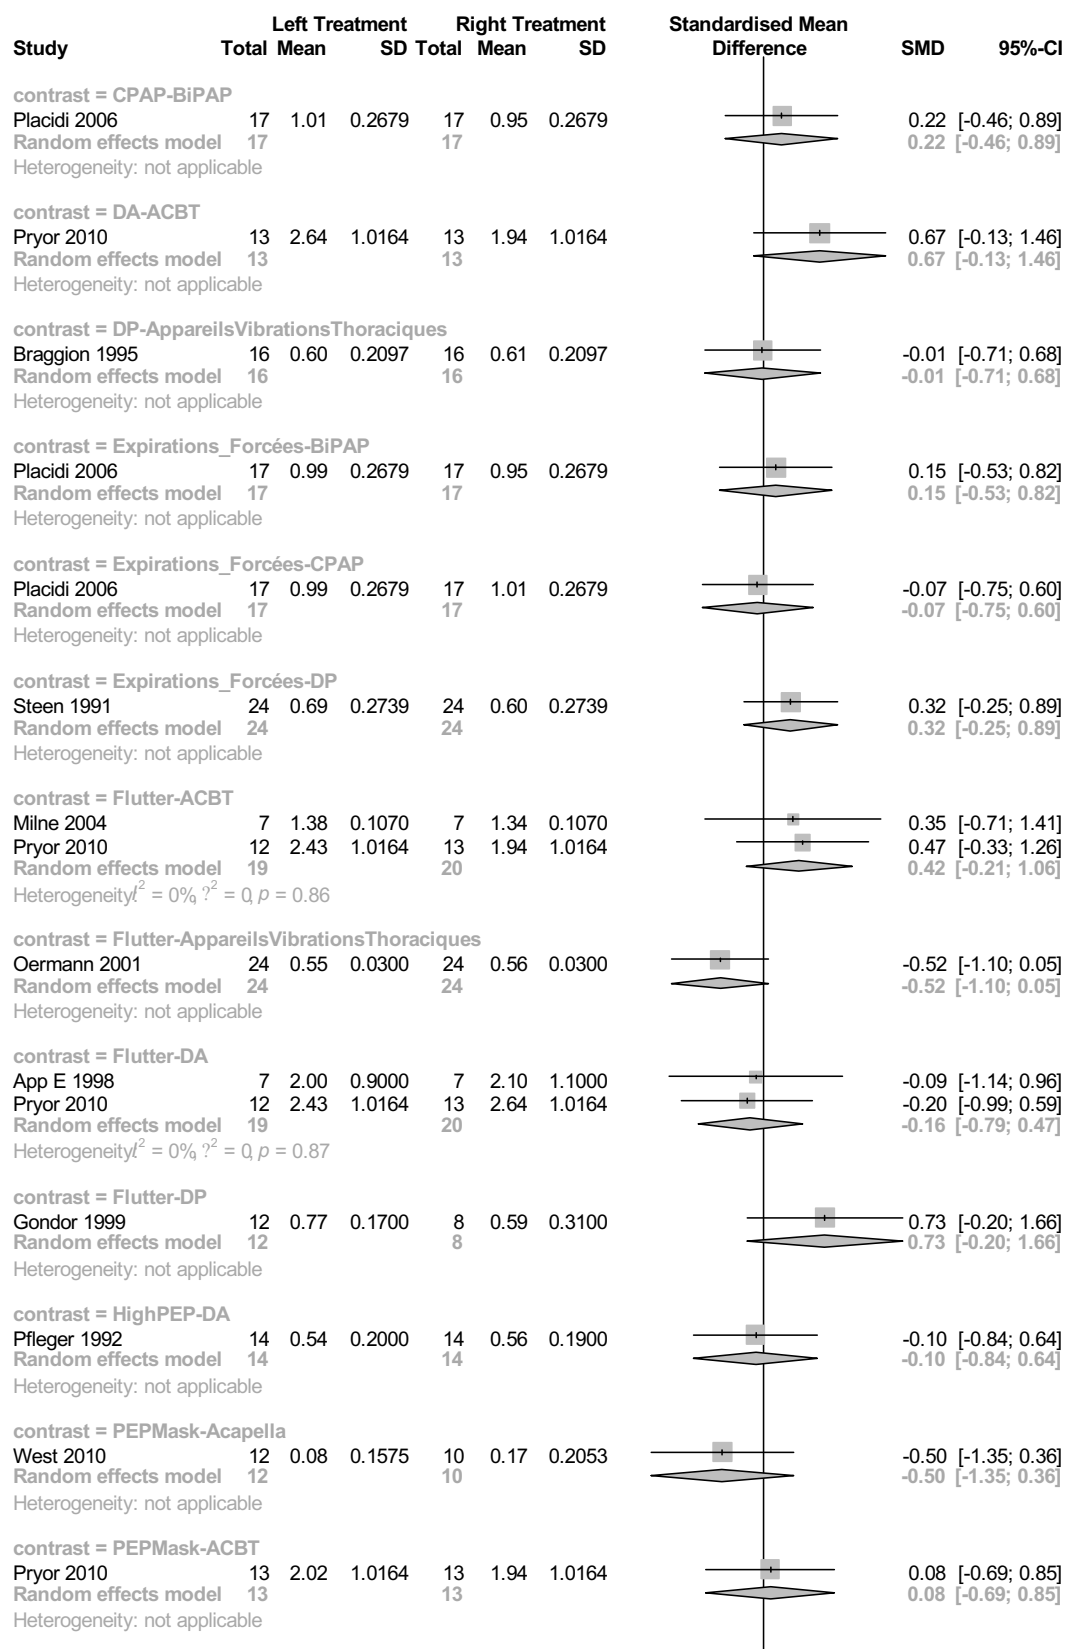 Left Treatment Right Treatment Standardised Mean
Study Total Mean SD Total Mean SD Difference SMD 95%-CI
contrast = CPAP-BiPAP
Placidi 2006 17 1.01 0.2679 17 0.95 0.2679 0.22 [-0.46; 0.89]
Random effects model 17 17 0.22 [-0.46; 0.89]
Heterogeneity: not applicable
contrast = DA-ACBT
Pryor 2010 13 2.64 1.0164 13 1.94 1.0164 0.67 [-0.13; 1.46]
Random effects model 13 13 0.67 [-0.13; 1.46]
Heterogeneity: not applicable
contrast = DP-AppareilsVibrationsThoraciques
Braggion 1995 16 0.60 0.2097 16 0.61 0.2097 -0.01 [-0.71; 0.68]
Random effects model 16 16 -0.01 [-0.71; 0.68]
Heterogeneity: not applicable
contrast = Expirations_Forcées-BiPAP
Placidi 2006 17 0.99 0.2679 17 0.95 0.2679 0.15 [-0.53; 0.82]
Random effects model 17 17 0.15 [-0.53; 0.82]
Heterogeneity: not applicable
contrast = Expirations_Forcées-CPAP
Placidi 2006 17 0.99 0.2679 17 1.01 0.2679 -0.07 [-0.75; 0.60]
Random effects model 17 17 -0.07 [-0.75; 0.60]
Heterogeneity: not applicable
contrast = Expirations_Forcées-DP
Steen 1991 24 0.69 0.2739 24 0.60 0.2739 0.32 [-0.25; 0.89]
Random effects model 24 24 0.32 [-0.25; 0.89]
Heterogeneity: not applicable
contrast = Flutter-ACBT
Milne 2004 7 1.38 0.1070 7 1.34 0.1070 0.35 [-0.71; 1.41]
Pryor 2010 12 2.43 1.0164 13 1.94 1.0164 0.47 [-0.33; 1.26]
Random effects model 19 20 0.42 [-0.21; 1.06]
Heterogeneity: I² = 0%, ?² = 0, p = 0.86
contrast = Flutter-AppareilsVibrationsThoraciques
Oermann 2001 24 0.55 0.0300 24 0.56 0.0300 -0.52 [-1.10; 0.05]
Random effects model 24 24 -0.52 [-1.10; 0.05]
Heterogeneity: not applicable
contrast = Flutter-DA
App E 1998 7 2.00 0.9000 7 2.10 1.1000 -0.09 [-1.14; 0.96]
Pryor 2010 12 2.43 1.0164 13 2.64 1.0164 -0.20 [-0.99; 0.59]
Random effects model 19 20 -0.16 [-0.79; 0.47]
Heterogeneity: I² = 0%, ?² = 0, p = 0.87
contrast = Flutter-DP
Gondor 1999 12 0.77 0.1700 8 0.59 0.3100 0.73 [-0.20; 1.66]
Random effects model 12 8 0.73 [-0.20; 1.66]
Heterogeneity: not applicable
contrast = HighPEP-DA
Pfleger 1992 14 0.54 0.2000 14 0.56 0.1900 -0.10 [-0.84; 0.64]
Random effects model 14 14 -0.10 [-0.84; 0.64]
Heterogeneity: not applicable
contrast = PEPMask-Acapella
West 2010 12 0.08 0.1575 10 0.17 0.2053 -0.50 [-1.35; 0.36]
Random effects model 12 10 -0.50 [-1.35; 0.36]
Heterogeneity: not applicable
contrast = PEPMask-ACBT
Pryor 2010 13 2.02 1.0164 13 1.94 1.0164 0.08 [-0.69; 0.85]
Random effects model 13 13 0.08 [-0.69; 0.85]
Heterogeneity: not applicable